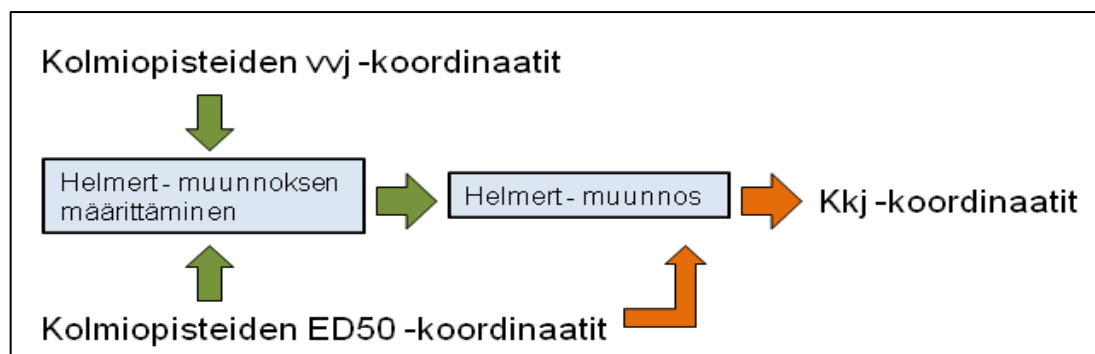 Kolmiopisteiden vvj -koordinaatit
Helmert- muunnoksen
määrittäminen
Helmert- muunnos
Kkj -koordinaatit
Kolmiopisteiden ED50 -koordinaatit